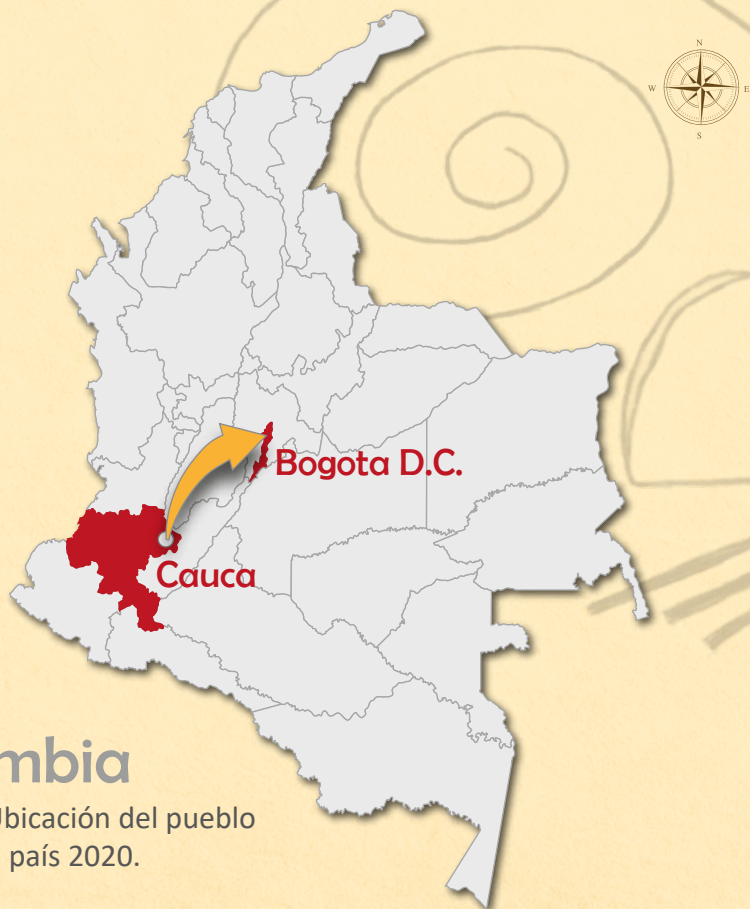 N
W E
S
Bogota D.C.
Cauca
mbia
Ubicación del pueblo
país 2020.